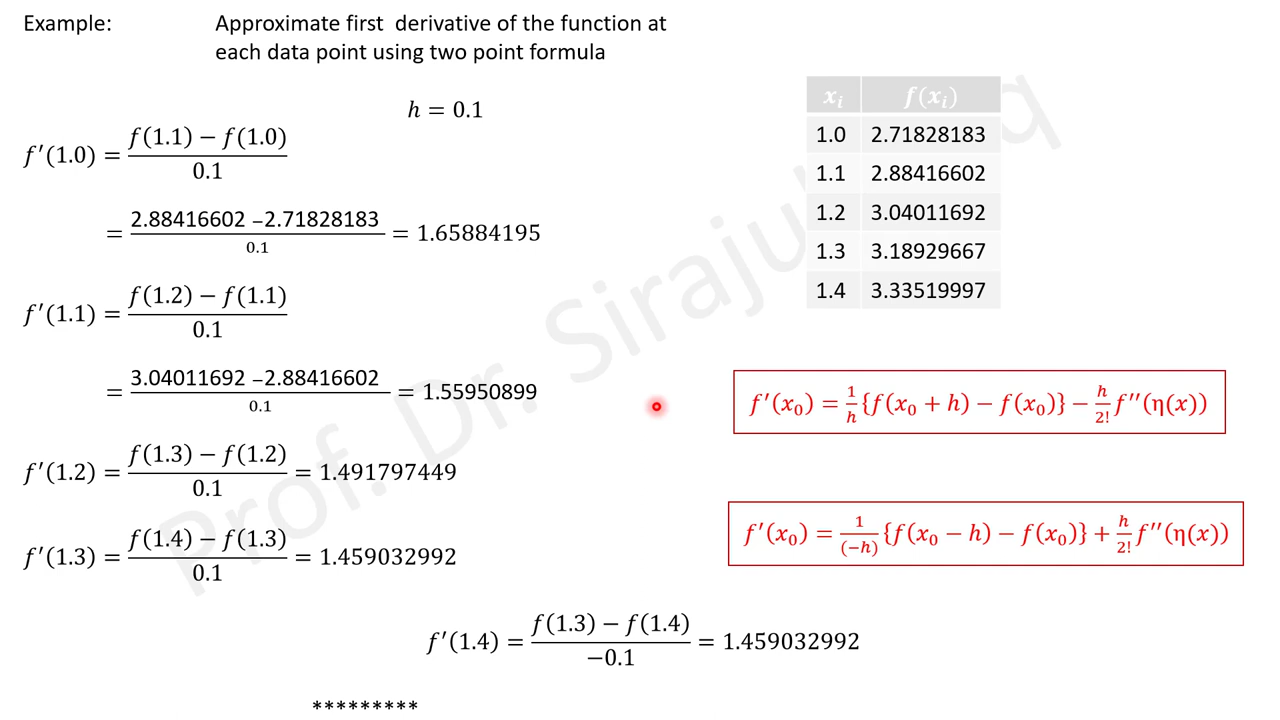 Example: Approximate first derivative of the function at
each data point using two point formula
h = 0.1
f′(1.0) = (f(1.1) − f(1.0)) / 0.1
= (2.88416602 −2.71828183) / 0.1 = 1.65884195
f′(1.1) = (f(1.2) − f(1.1)) / 0.1
= (3.04011692 −2.88416602) / 0.1 = 1.55950899
f′(1.2) = (f(1.3) − f(1.2)) / 0.1 = 1.491797449
f′(1.3) = (f(1.4) − f(1.3)) / 0.1 = 1.459032992
f′(1.4) = (f(1.3) − f(1.4)) / −0.1 = 1.459032992
*********
xᵢ f(xᵢ)
1.0 2.71828183
1.1 2.88416602
1.2 3.04011692
1.3 3.18929667
1.4 3.33519997
f′(x₀) = 1/h {f(x₀ + h) − f(x₀)} − h/2! f′′(η(x))
f′(x₀) = 1/(−h) {f(x₀ − h) − f(x₀)} + h/2! f′′(η(x))
Prof. Dr. Siraju